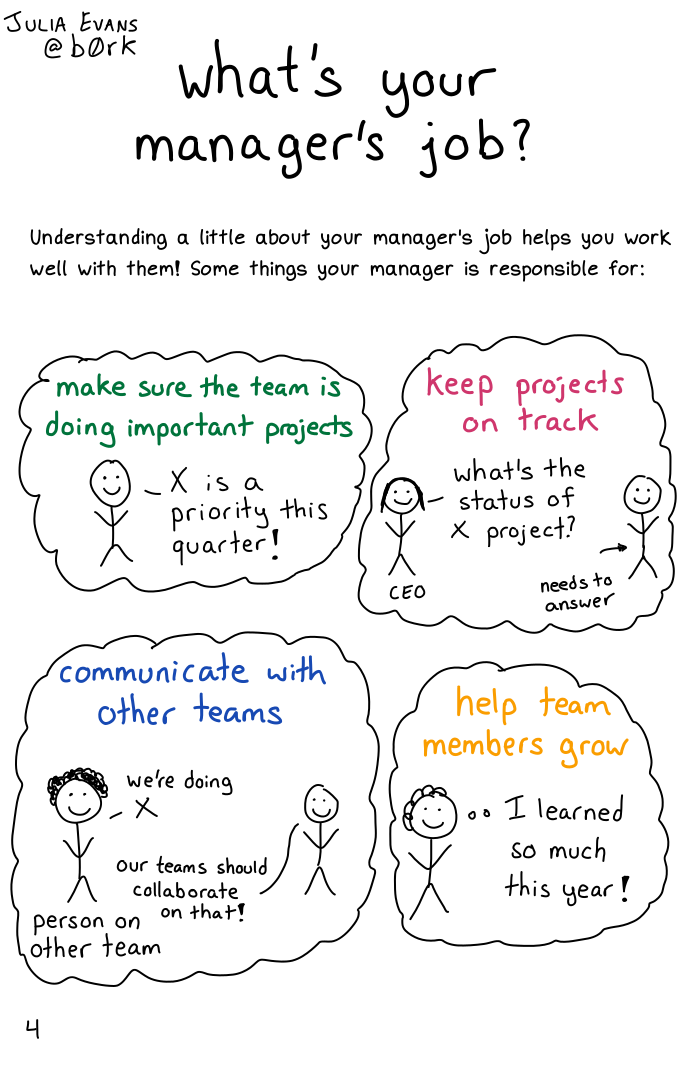 JULIA EVANS
@bØrk
what's your
manager's job?
Understanding a little about your manager's job helps you work
well with them! Some things your manager is responsible for:
make sure the team is
doing important projects
X is a
priority this
quarter!
keep projects
on track
what's the
status of
X project?
CEO
needs to
answer
communicate with
other teams
we're doing
X
our teams should
collaborate
on that!
person on
other team
help team
members grow
I learned
so much
this year!
4